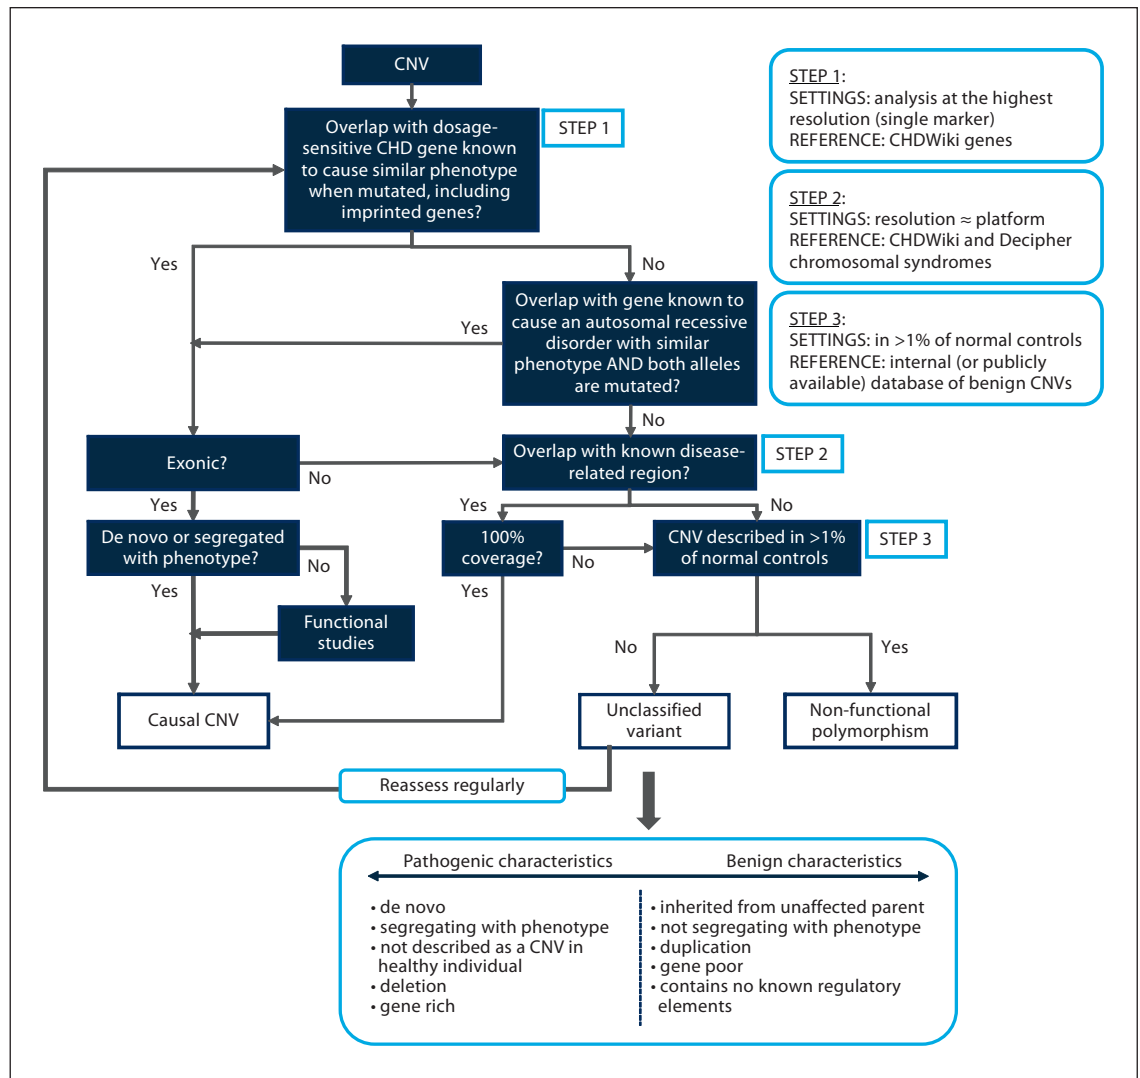 CNV
Overlap with dosage-
sensitive CHD gene known
to cause similar phenotype
when mutated, including
imprinted genes?
STEP 1
STEP 1:
SETTINGS: analysis at the highest
resolution (single marker)
REFERENCE: CHDWiki genes
STEP 2:
SETTINGS: resolution ≈ platform
REFERENCE: CHDWiki and Decipher
chromosomal syndromes
STEP 3:
SETTINGS: in >1% of normal controls
REFERENCE: internal (or publicly
available) database of benign CNVs
Yes
No
Overlap with gene known to
cause an autosomal recessive
disorder with similar
phenotype AND both alleles
are mutated?
Yes
No
Exonic?
No
Overlap with known disease-
related region?
STEP 2
Yes
Yes
No
De novo or segregated
with phenotype?
No
100%
coverage?
No
CNV described in >1%
of normal controls
STEP 3
Yes
Yes
Functional
studies
No
Yes
Causal CNV
Unclassified
variant
Non-functional
polymorphism
Reassess regularly
Pathogenic characteristics
Benign characteristics
• de novo
• segregating with phenotype
• not described as a CNV in
healthy individual
• deletion
• gene rich
• inherited from unaffected parent
• not segregating with phenotype
• duplication
• gene poor
• contains no known regulatory
elements